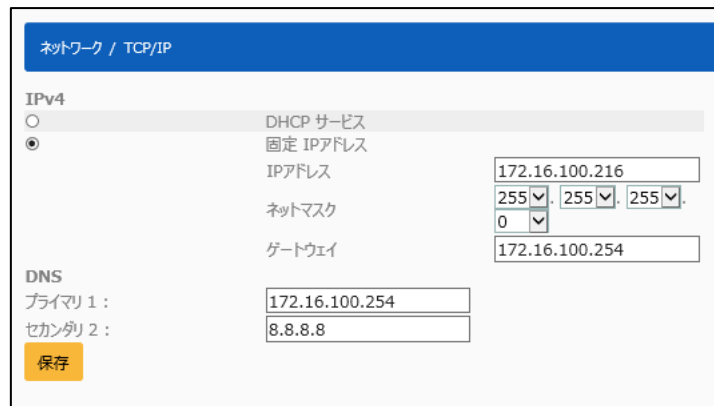 ネットワーク / TCP/IP
IPv4
DHCP サービス
固定 IPアドレス
IPアドレス 172.16.100.216
ネットマスク 255. 255. 255.
0
ゲートウェイ 172.16.100.254
DNS
プライマリ 1 : 172.16.100.254
セカンダリ 2 : 8.8.8.8
保存